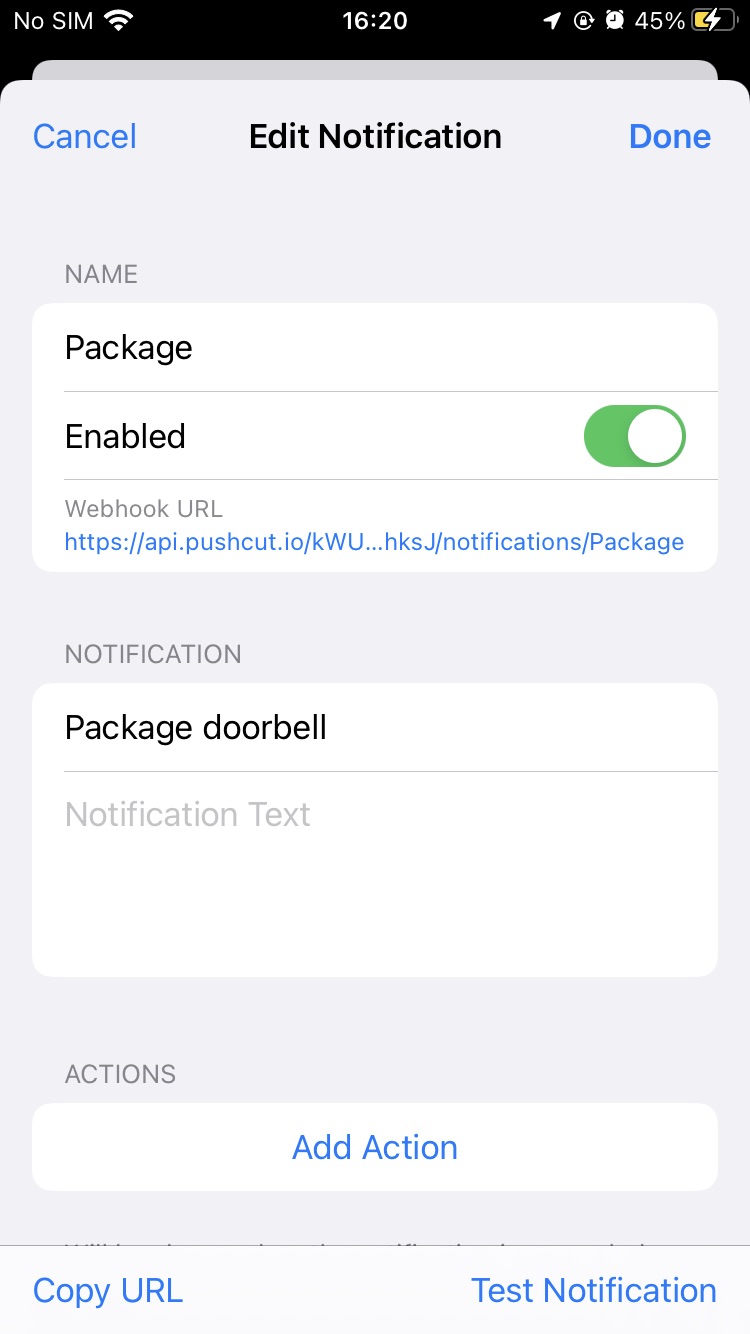 No SIM 16:20 45%
Cancel Edit Notification Done
NAME
Package
Enabled
Webhook URL
https://api.pushcut.io/kWU...hksJ/notifications/Package
NOTIFICATION
Package doorbell
Notification Text
ACTIONS
Add Action
Copy URL Test Notification